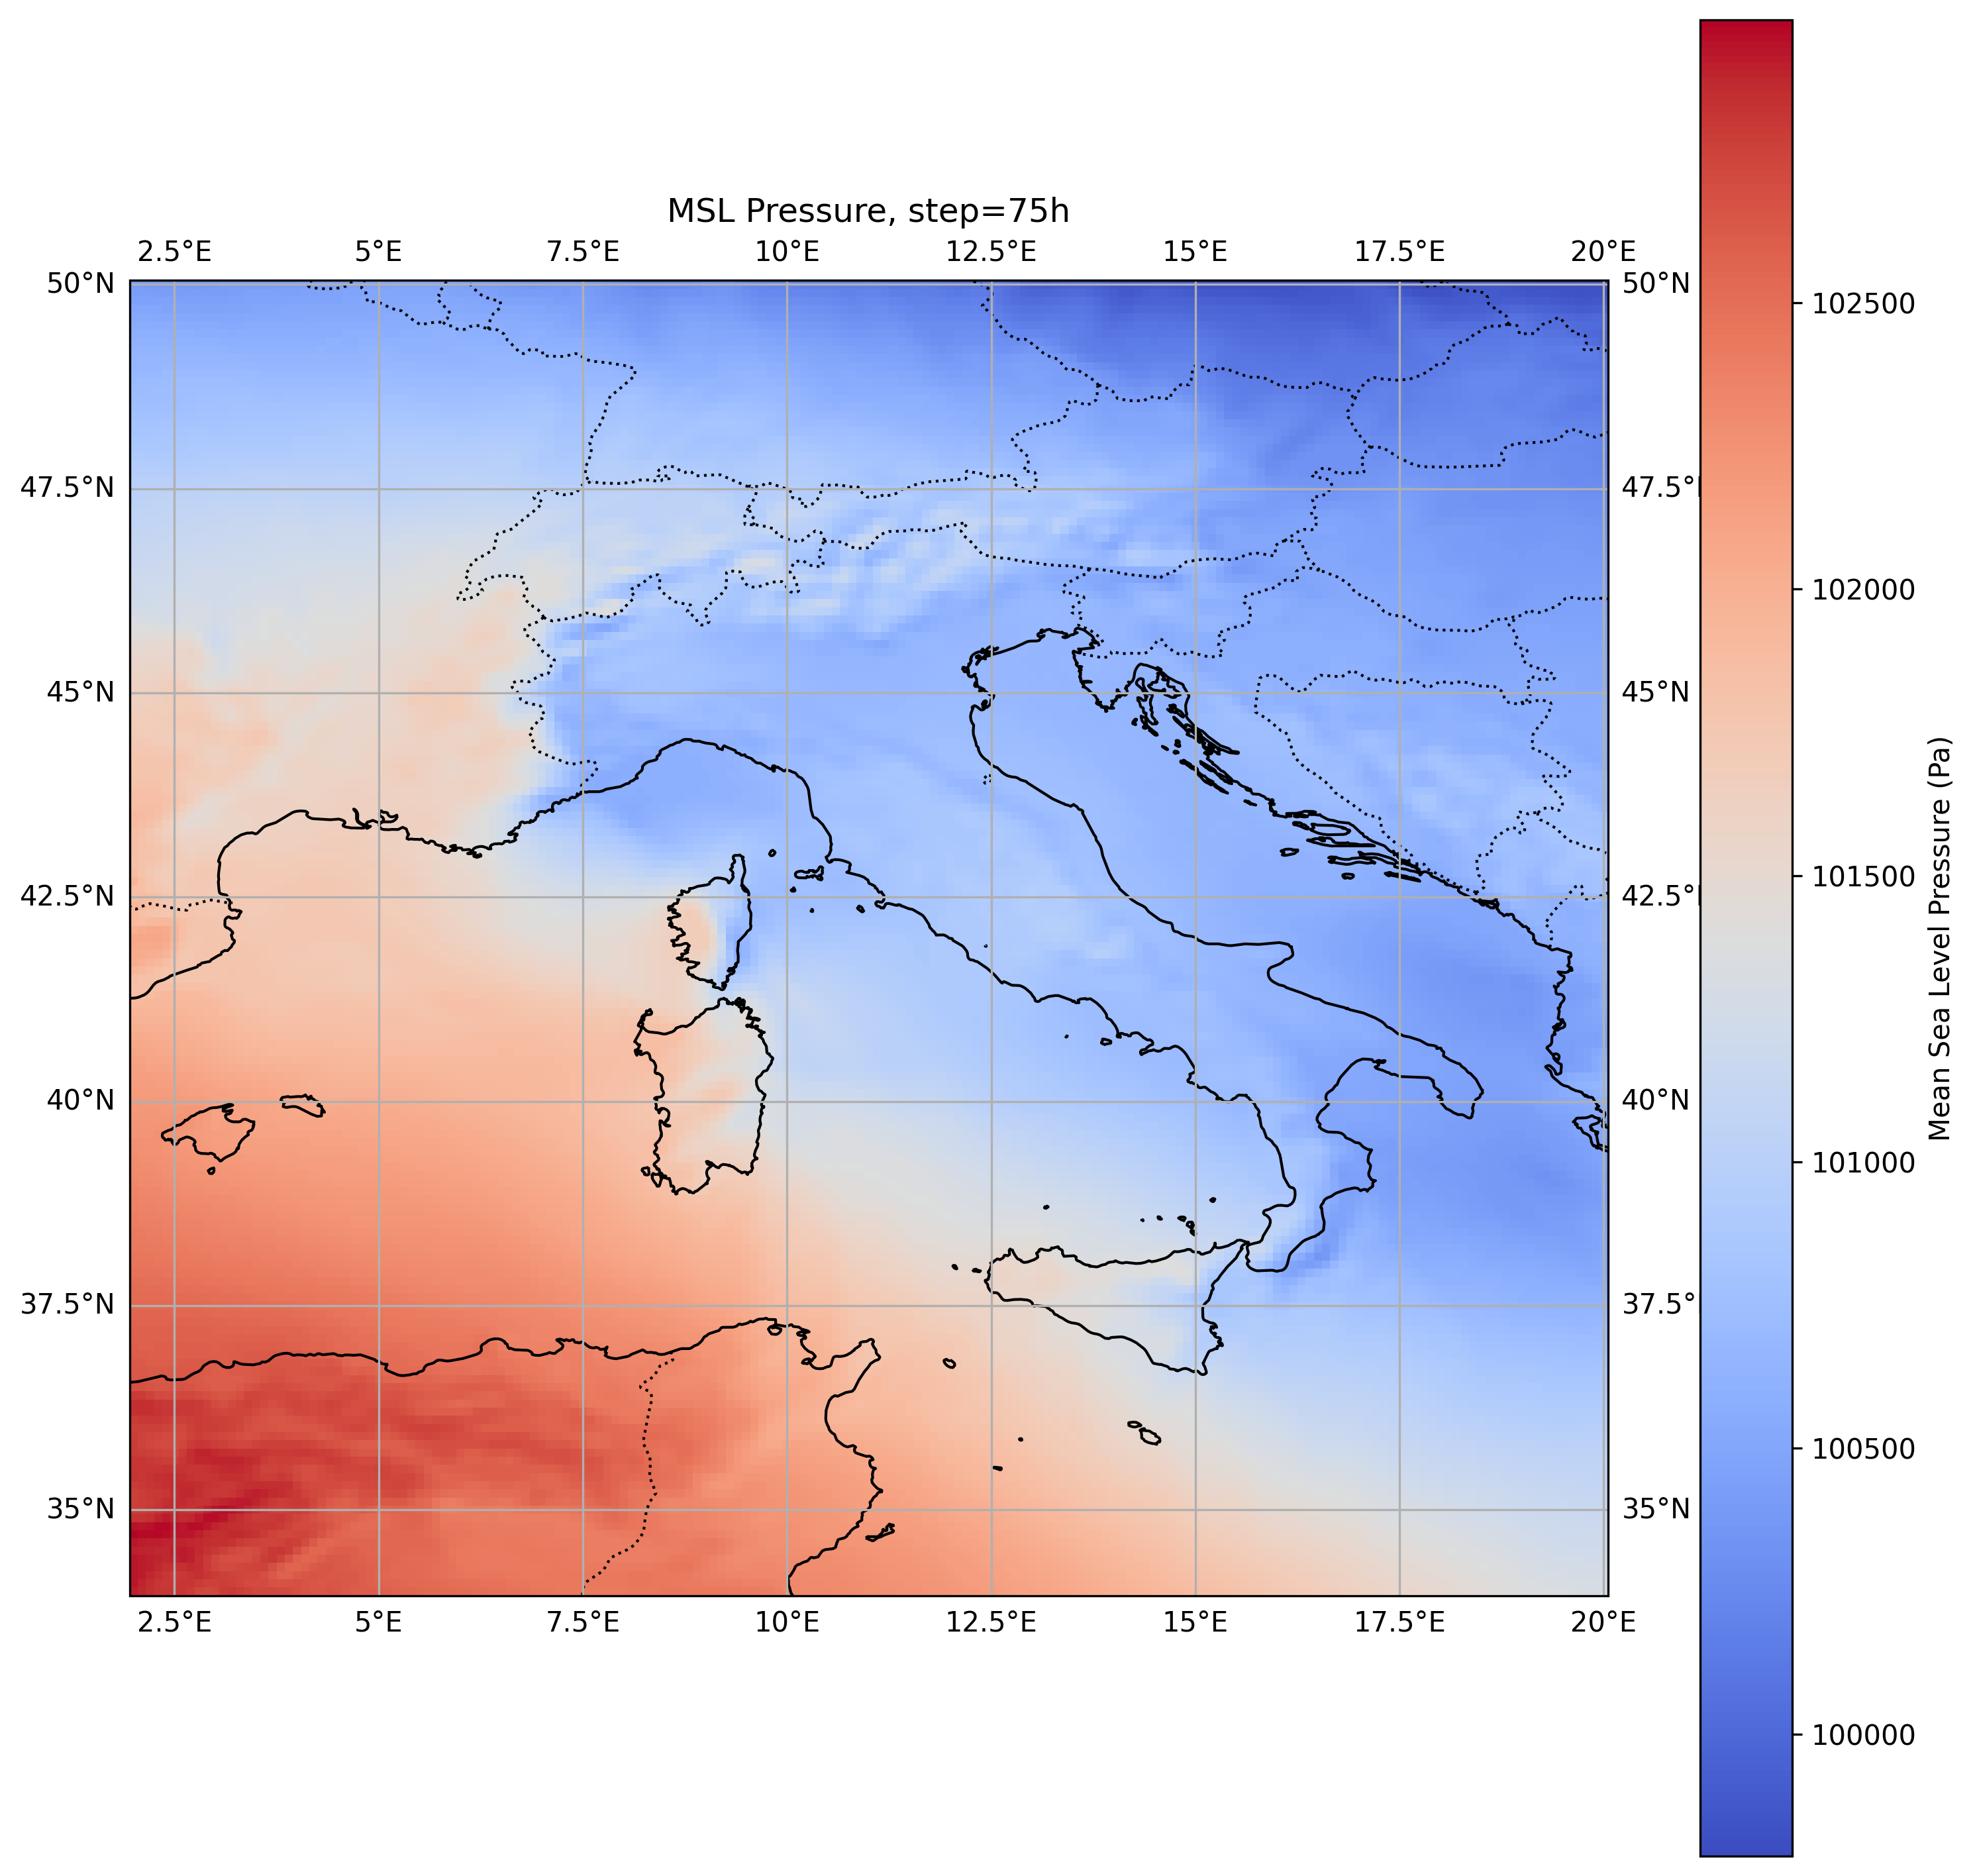 MSL Pressure, step=75h
2.5°E 5°E 7.5°E 10°E 12.5°E 15°E 17.5°E 20°E
50°N 50°N
47.5°N 47.5°
45°N 45°N
42.5°N 42.5°
40°N 40°N
37.5°N 37.5°
35°N 35°N
2.5°E 5°E 7.5°E 10°E 12.5°E 15°E 17.5°E 20°E
102500
102000
101500
101000
100500
100000
Mean Sea Level Pressure (Pa)